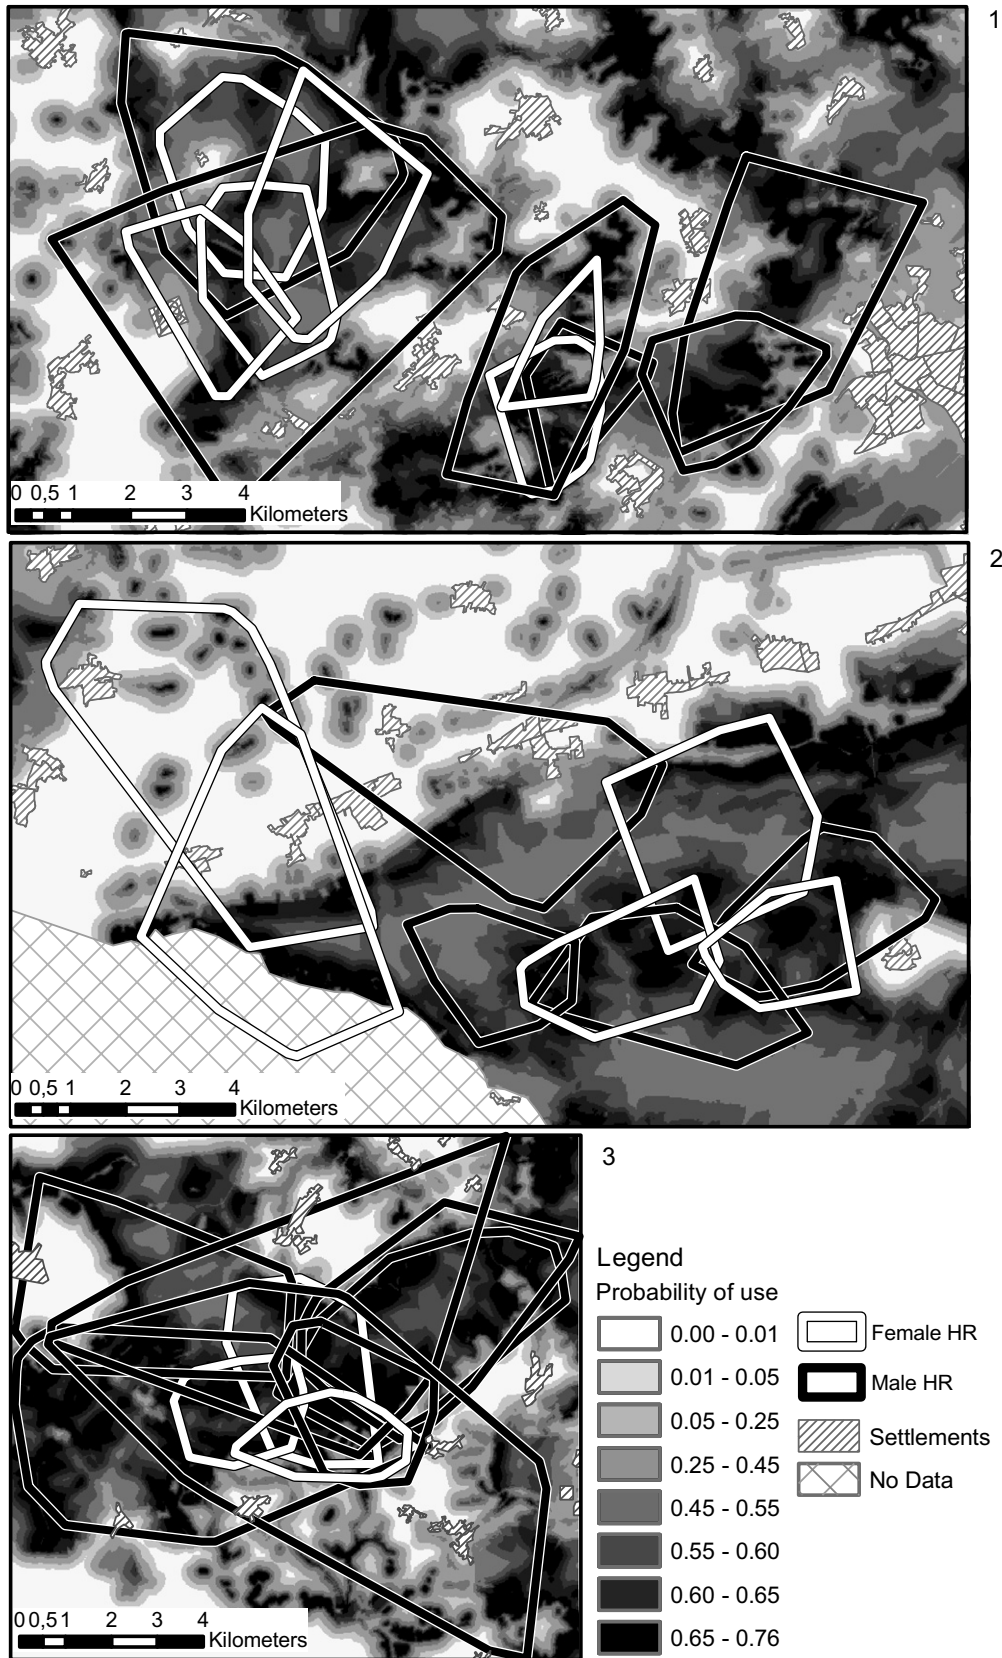 1
0 0,5 1 2 3 4
Kilometers
2
0 0,5 1 2 3 4
Kilometers
3
0 0,5 1 2 3 4
Kilometers
Legend
Probability of use
0.00 - 0.01
0.01 - 0.05
0.05 - 0.25
0.25 - 0.45
0.45 - 0.55
0.55 - 0.60
0.60 - 0.65
0.65 - 0.76
Female HR
Male HR
Settlements
No Data